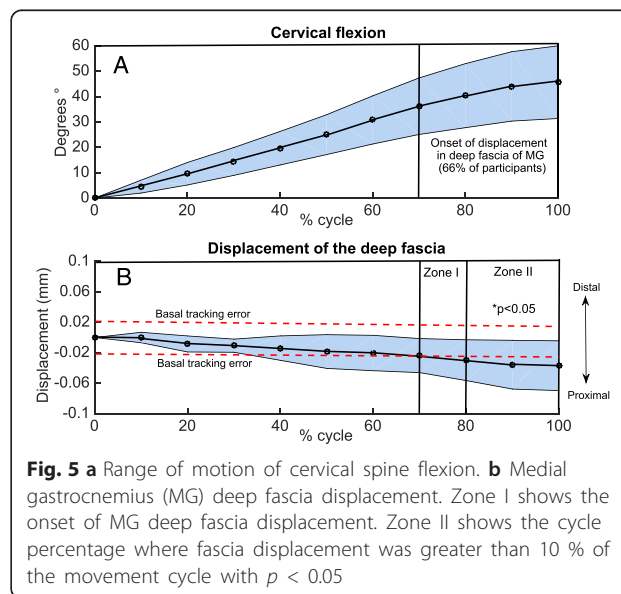 Cervical flexion
A
Degrees °
60
50
40
30
20
10
0
Onset of displacement
in deep fascia of MG
(66% of participants)
0 20 40 60 80 100
% cycle
Displacement of the deep fascia
B
Displacement (mm)
0.1
0.06
0.02
-0.02
-0.06
-0.1
Basal tracking error
Basal tracking error
Zone I Zone II
*p<0.05
Distal
Proximal
0 20 40 60 80 100
% cycle
Fig. 5 a Range of motion of cervical spine flexion. b Medial
gastrocnemius (MG) deep fascia displacement. Zone I shows the
onset of MG deep fascia displacement. Zone II shows the cycle
percentage where fascia displacement was greater than 10 % of
the movement cycle with p < 0.05